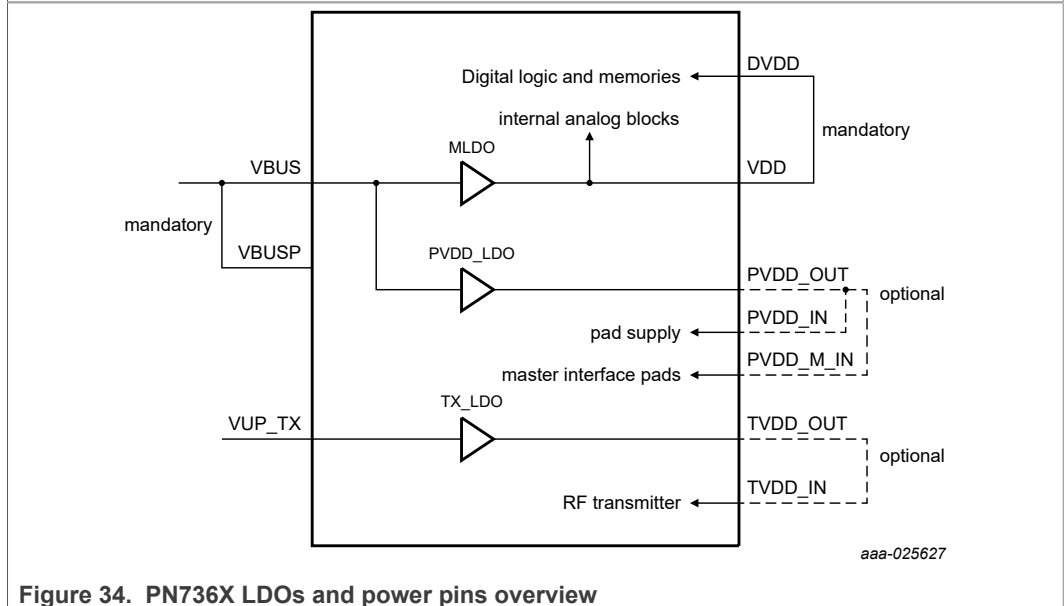 DVDD
Digital logic and memories
internal analog blocks
mandatory
MLDO
VBUS
VDD
mandatory
VBUSP
PVDD_LDO
PVDD_OUT
optional
PVDD_IN
pad supply
PVDD_M_IN
master interface pads
TX_LDO
VUP_TX
TVDD_OUT
optional
TVDD_IN
RF transmitter
aaa-025627
Figure 34. PN736X LDOs and power pins overview